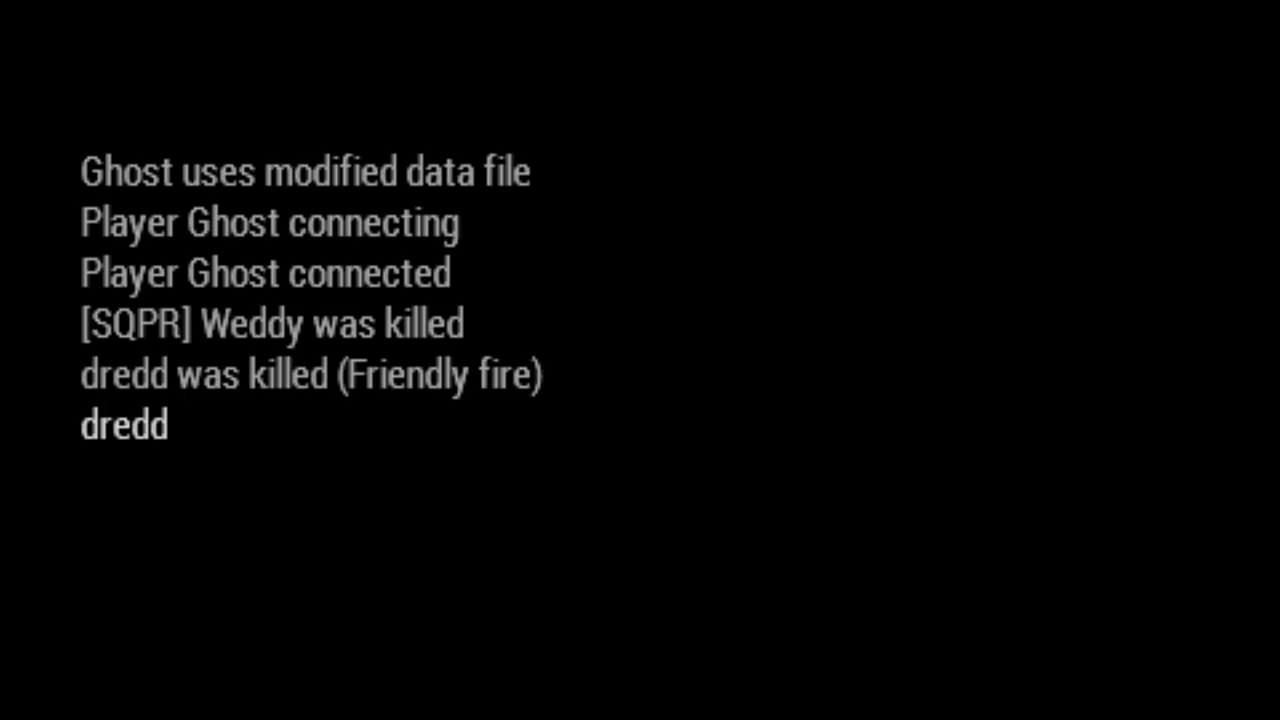 Ghost uses modified data file
Player Ghost connecting
Player Ghost connected
[SQPR] Weddy was killed
dredd was killed (Friendly fire)
dredd